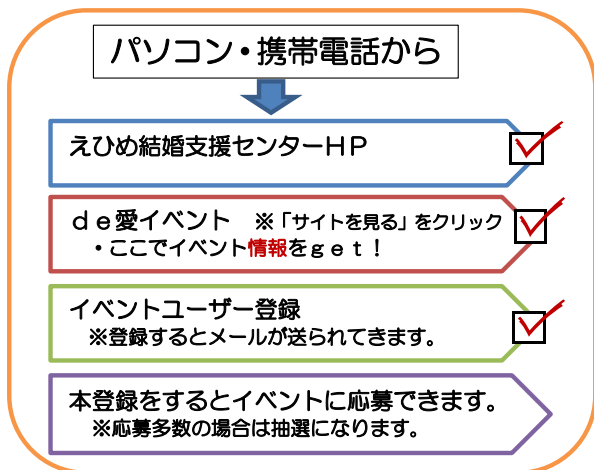 パソコン・携帯電話から
えひめ結婚支援センターＨＰ
ｄｅ愛イベント　※「サイトを見る」をクリック
・ここでイベント情報をｇｅｔ！
イベントユーザー登録
※登録するとメールが送られてきます。
本登録をするとイベントに応募できます。
※応募多数の場合は抽選になります。